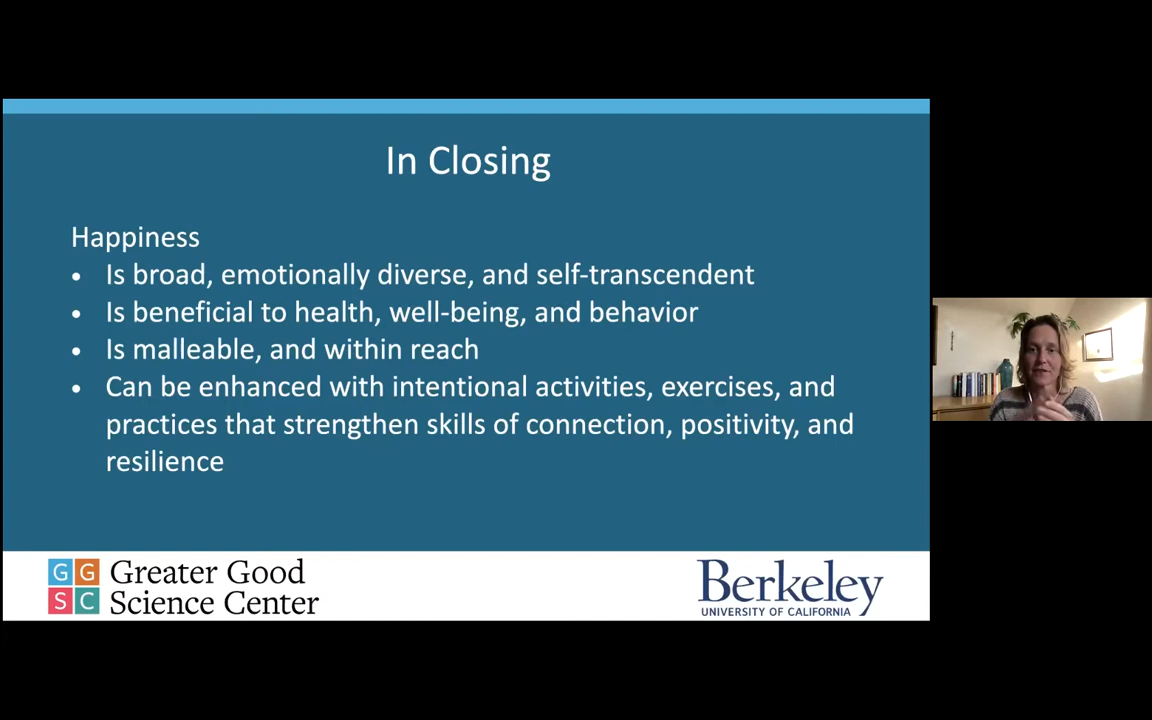 In Closing
Happiness
• Is broad, emotionally diverse, and self-transcendent
• Is beneficial to health, well-being, and behavior
• Is malleable, and within reach
• Can be enhanced with intentional activities, exercises, and
practices that strengthen skills of connection, positivity, and
resilience
G G
S C
Greater Good
Science Center
Berkeley
UNIVERSITY OF CALIFORNIA